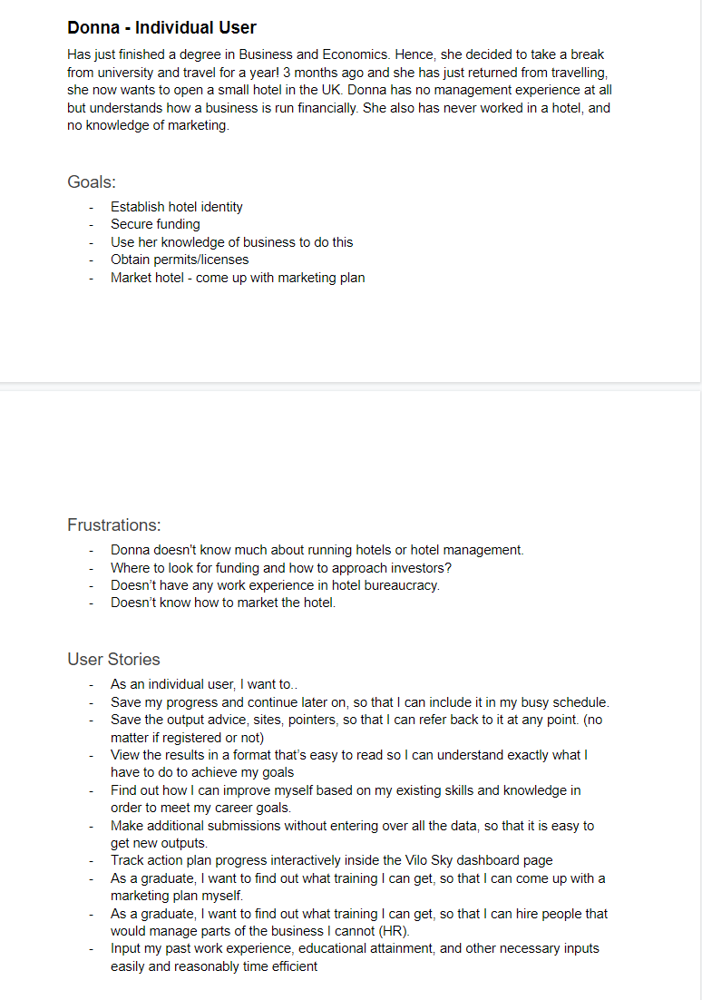 Donna - Individual User
Has just finished a degree in Business and Economics. Hence, she decided to take a break
from university and travel for a year! 3 months ago and she has just returned from travelling,
she now wants to open a small hotel in the UK. Donna has no management experience at all
but understands how a business is run financially. She also has never worked in a hotel, and
no knowledge of marketing.
Goals:
- Establish hotel identity
- Secure funding
- Use her knowledge of business to do this
- Obtain permits/licenses
- Market hotel - come up with marketing plan
Frustrations:
- Donna doesn't know much about running hotels or hotel management.
- Where to look for funding and how to approach investors?
- Doesn't have any work experience in hotel bureaucracy.
- Doesn't know how to market the hotel.
User Stories
- As an individual user, I want to..
- Save my progress and continue later on, so that I can include it in my busy schedule.
- Save the output advice, sites, pointers, so that I can refer back to it at any point. (no
matter if registered or not)
- View the results in a format that's easy to read so I can understand exactly what I
have to do to achieve my goals
- Find out how I can improve myself based on my existing skills and knowledge in
order to meet my career goals.
- Make additional submissions without entering over all the data, so that it is easy to
get new outputs.
- Track action plan progress interactively inside the Vilo Sky dashboard page
- As a graduate, I want to find out what training I can get, so that I can come up with a
marketing plan myself.
- As a graduate, I want to find out what training I can get, so that I can hire people that
would manage parts of the business I cannot (HR).
- Input my past work experience, educational attainment, and other necessary inputs
easily and reasonably time efficient